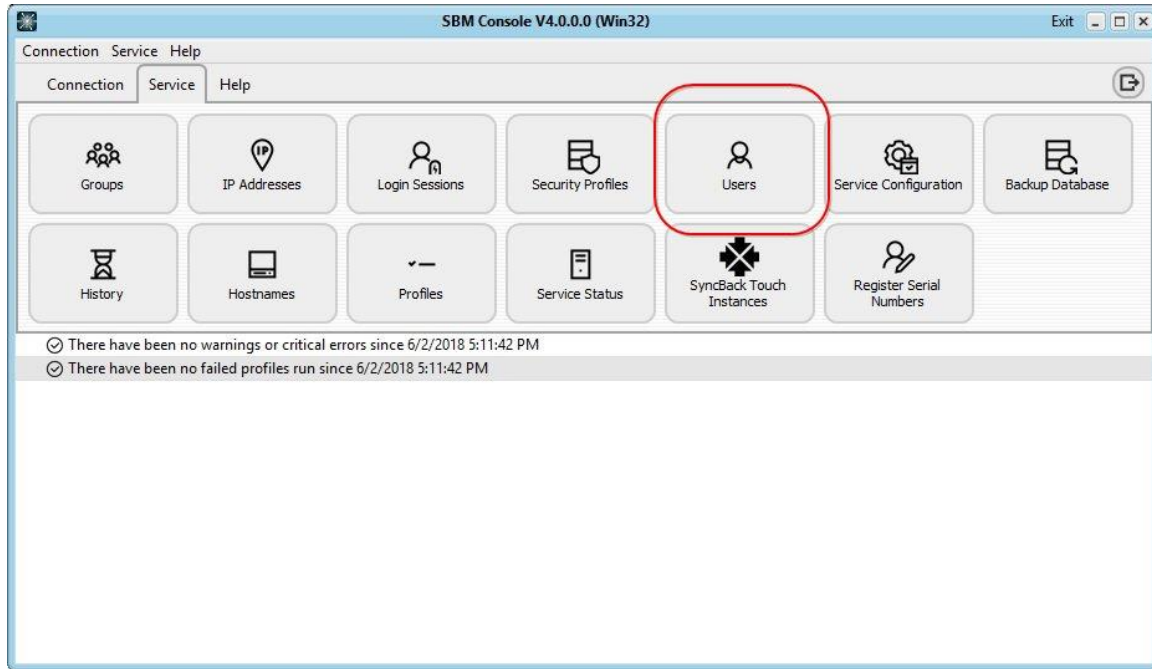 SBM Console V4.0.0.0 (Win32) Exit
Connection Service Help
Connection Service Help
Groups IP Addresses Login Sessions Security Profiles Users Service Configuration Backup Database
History Hostnames Profiles Service Status SyncBack Touch Instances Register Serial Numbers
There have been no warnings or critical errors since 6/2/2018 5:11:42 PM
There have been no failed profiles run since 6/2/2018 5:11:42 PM